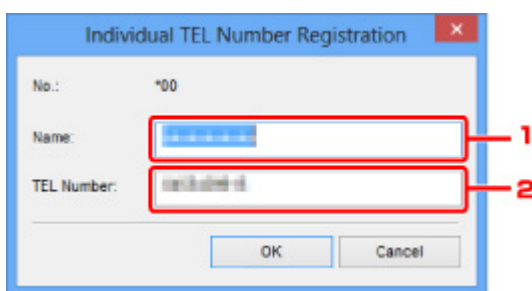 Individual TEL Number Registration
No.: *00
Name: 1
TEL Number: 2
OK Cancel